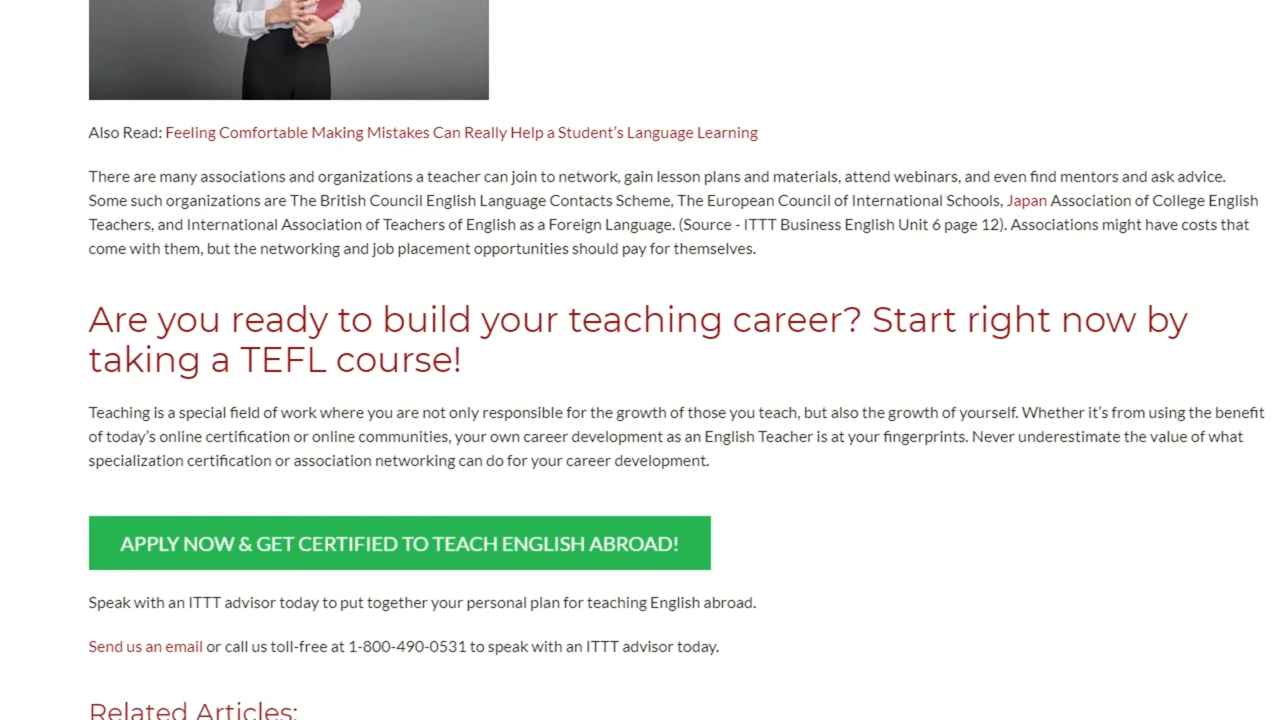 Also Read: Feeling Comfortable Making Mistakes Can Really Help a Student's Language Learning
There are many associations and organizations a teacher can join to network, gain lesson plans and materials, attend webinars, and even find mentors and ask advice.
Some such organizations are The British Council English Language Contacts Scheme, The European Council of International Schools, Japan Association of College English
Teachers, and International Association of Teachers of English as a Foreign Language. (Source - ITTT Business English Unit 6 page 12). Associations might have costs that
come with them, but the networking and job placement opportunities should pay for themselves.
Are you ready to build your teaching career? Start right now by
taking a TEFL course!
Teaching is a special field of work where you are not only responsible for the growth of those you teach, but also the growth of yourself. Whether it's from using the benefit
of today's online certification or online communities, your own career development as an English Teacher is at your fingerprints. Never underestimate the value of what
specialization certification or association networking can do for your career development.
APPLY NOW & GET CERTIFIED TO TEACH ENGLISH ABROAD!
Speak with an ITTT advisor today to put together your personal plan for teaching English abroad.
Send us an email or call us toll-free at 1-800-490-0531 to speak with an ITTT advisor today.
Related Articles: